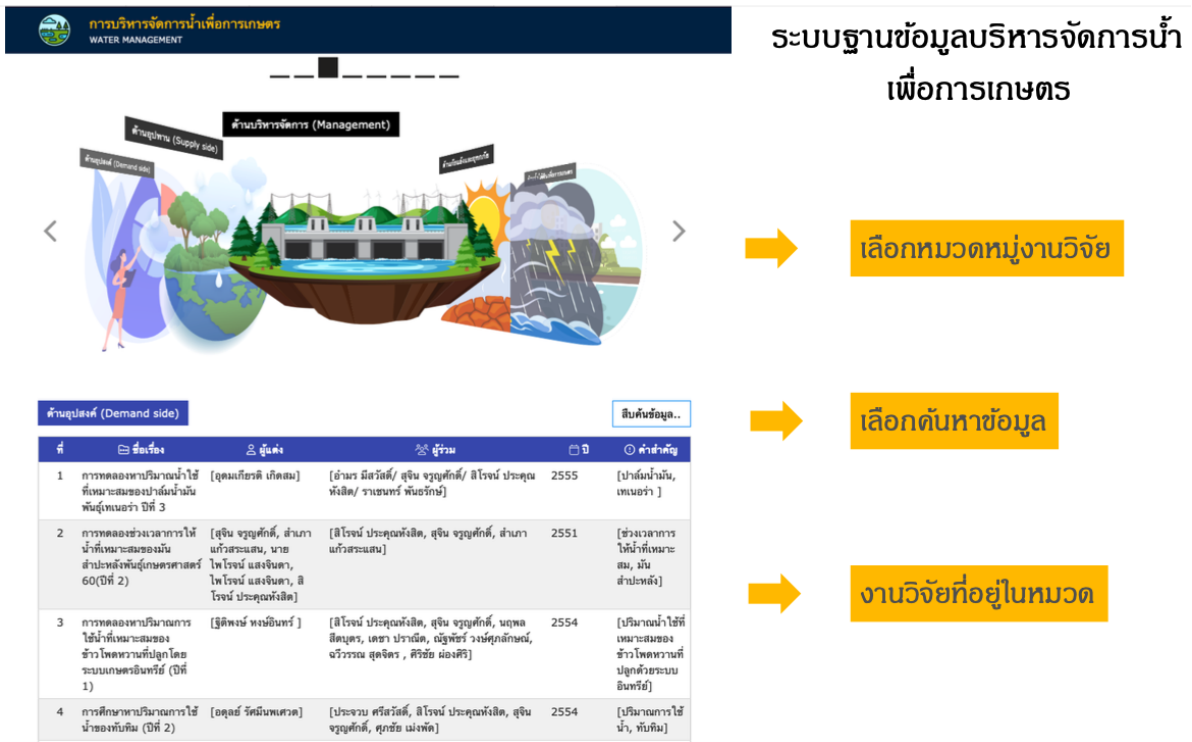 การบริหารจัดการน้ำเพื่อการเกษตร
WATER MANAGEMENT
ระบบฐานข้อมูลบริหารจัดการน้ำ
เพื่อการเกษตร
ด้านอุปสงค์ (Demand side)
ด้านอุปทาน (Supply side)
ด้านบริหารจัดการ (Management)
ด้านภัยแล้งและอุทกภัย
เลือกหมวดหมู่งานวิจัย
ด้านอุปสงค์ (Demand side)
สืบค้นข้อมูล..
เลือกค้นหาข้อมูล
ที่ ชื่อเรื่อง ผู้แต่ง ผู้ร่วม ปี คำสำคัญ
1 การทดลองหาปริมาณน้ำใช้ [อุดมเกียรติ เกิดสม] [อำมร มีสวัสดิ์/ สุจิน จรูญศักดิ์/ สิโรจน์ ประคุณ 2555 [ปาล์มน้ำมัน,
ที่เหมาะสมของปาล์มน้ำมัน หังสิต/ ราเชนทร์ พันธรักษ์] เทเนอร่า ]
พันธุ์เทเนอร่า ปีที่ 3
2 การทดลองช่วงเวลาการให้ [สุจิน จรูญศักดิ์, สำเภา [สิโรจน์ ประคุณหังสิต, สุจิน จรูญศักดิ์, สำเภา 2551 [ช่วงเวลาการ
น้ำที่เหมาะสมของมัน แก้วสระแสน, นาย แก้วสระแสน] ให้น้ำที่เหมาะ
สำปะหลังพันธุ์เกษตรศาสตร์ ไพโรจน์ แสงจินดา, สม, มัน
60(ปีที่ 2) ไพโรจน์ แสงจินดา, สิ สำปะหลัง]
โรจน์ ประคุณหังสิต]
งานวิจัยที่อยู่ในหมวด
3 การทดลองหาปริมาณการ [ฐิติพงษ์ หงษ์อินทร์ ] [สิโรจน์ ประคุณหังสิต, สุจิน จรูญศักดิ์, นฤพล 2554 [ปริมาณน้ำใช้ที่
ใช้น้ำที่เหมาะสมของ สีตบุตร, เดชา ปราณีต, ณัฐพัชร์ วงษ์ศุภลักษณ์, เหมาะสมของ
ข้าวโพดหวานที่ปลูกโดย ฉวีวรรณ สุดจิตร , ศิริชัย ผ่องศิริ] ข้าวโพดหวานที่
ระบบเกษตรอินทรีย์ (ปีที่ ปลูกด้วยระบบ
1) อินทรีย์]
4 การศึกษาหาปริมาณการใช้ [อดุลย์ รัศมีนพเศวต] [ประจวบ ศรีสวัสดิ์, สิโรจน์ ประคุณหังสิต, สุจิน 2554 [ปริมาณการใช้
น้ำของทับทิม (ปีที่ 2) จรูญศักดิ์, ศุภชัย เม่งพัด] น้ำ, ทับทิม]